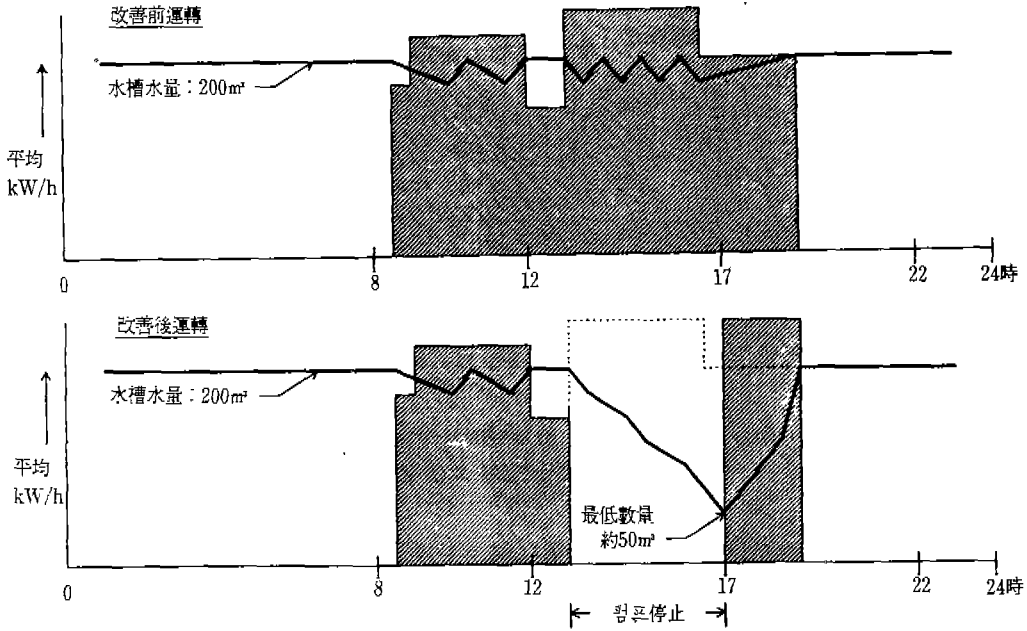 改善前運轉
水槽水量：200m³
平均
kW/h
0
8
12
17
22
24時
改善後運轉
水槽水量：200m³
平均
kW/h
最低數量
約50m³
0
8
12
17
22
24時
펌프停止